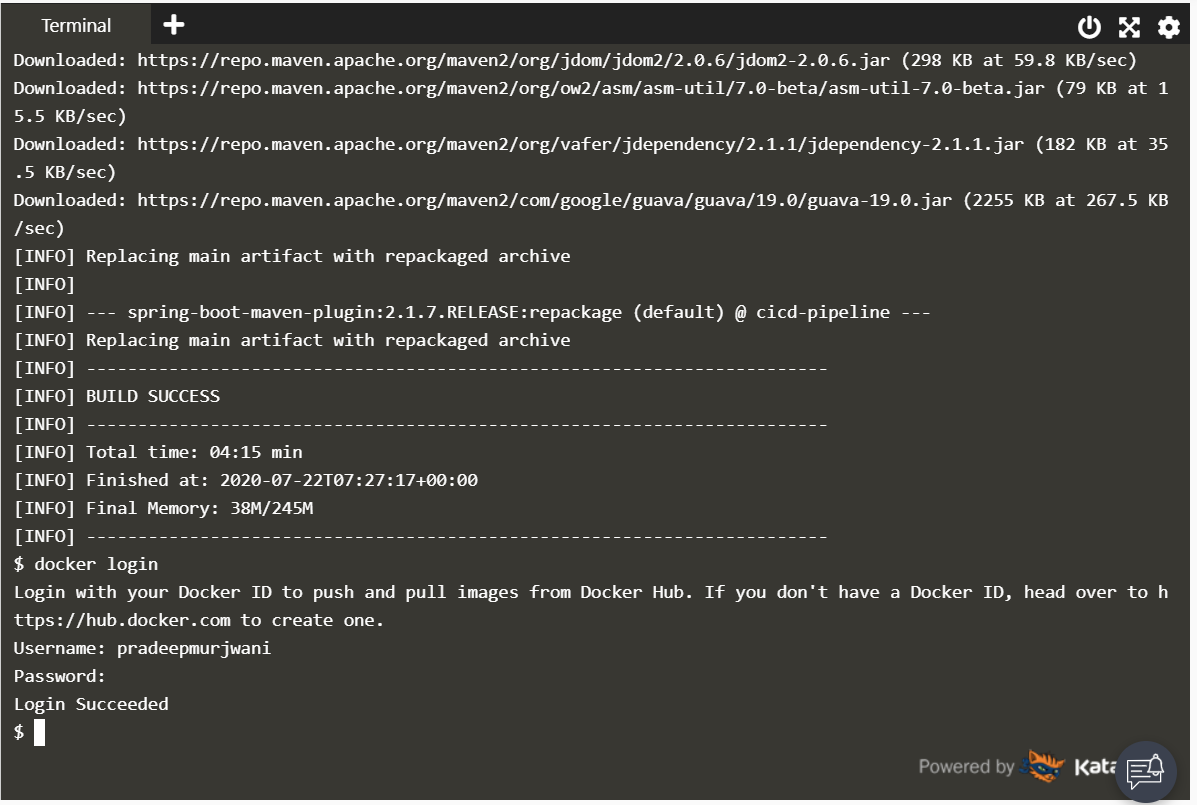 Terminal
Downloaded: https://repo.maven.apache.org/maven2/org/jdom/jdom2/2.0.6/jdom2-2.0.6.jar (298 KB at 59.8 KB/sec)
Downloaded: https://repo.maven.apache.org/maven2/org/ow2/asm/asm-util/7.0-beta/asm-util-7.0-beta.jar (79 KB at 1
5.5 KB/sec)
Downloaded: https://repo.maven.apache.org/maven2/org/vafer/jdependency/2.1.1/jdependency-2.1.1.jar (182 KB at 35
.5 KB/sec)
Downloaded: https://repo.maven.apache.org/maven2/com/google/guava/guava/19.0/guava-19.0.jar (2255 KB at 267.5 KB
/sec)
[INFO] Replacing main artifact with repackaged archive
[INFO]
[INFO] --- spring-boot-maven-plugin:2.1.7.RELEASE:repackage (default) @ cicd-pipeline ---
[INFO] Replacing main artifact with repackaged archive
[INFO] ------------------------------------------------------------------------
[INFO] BUILD SUCCESS
[INFO] ------------------------------------------------------------------------
[INFO] Total time: 04:15 min
[INFO] Finished at: 2020-07-22T07:27:17+00:00
[INFO] Final Memory: 38M/245M
[INFO] ------------------------------------------------------------------------
$ docker login
Login with your Docker ID to push and pull images from Docker Hub. If you don't have a Docker ID, head over to h
ttps://hub.docker.com to create one.
Username: pradeepmurjwani
Password:
Login Succeeded
$
Powered by Kata